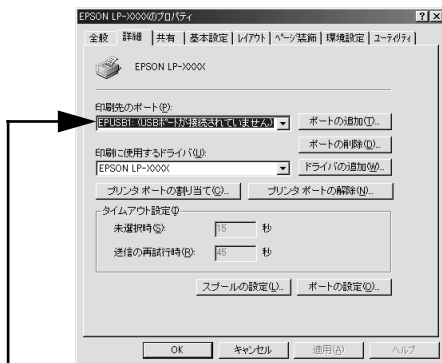 EPSON LP-XXXXのプロパティ
全般 詳細 共有 基本設定 レイアウト ページ装飾 環境設定 ユーティリティ
EPSON LP-XXXX
印刷先のポート(P):
EPUSB1: (USBポートが接続されていません) ポートの追加(T)...
ポートの削除(D)...
印刷に使用するドライバ(U):
EPSON LP-XXXX ドライバの追加(W)...
プリンタ ポートの割り当て(C)... プリンタ ポートの解除(N)...
タイムアウト設定
未選択時(S): 15 秒
送信の再試行時(R): 45 秒
スプールの設定(L)... ポートの設定(O)...
OK キャンセル 適用(A) ヘルプ